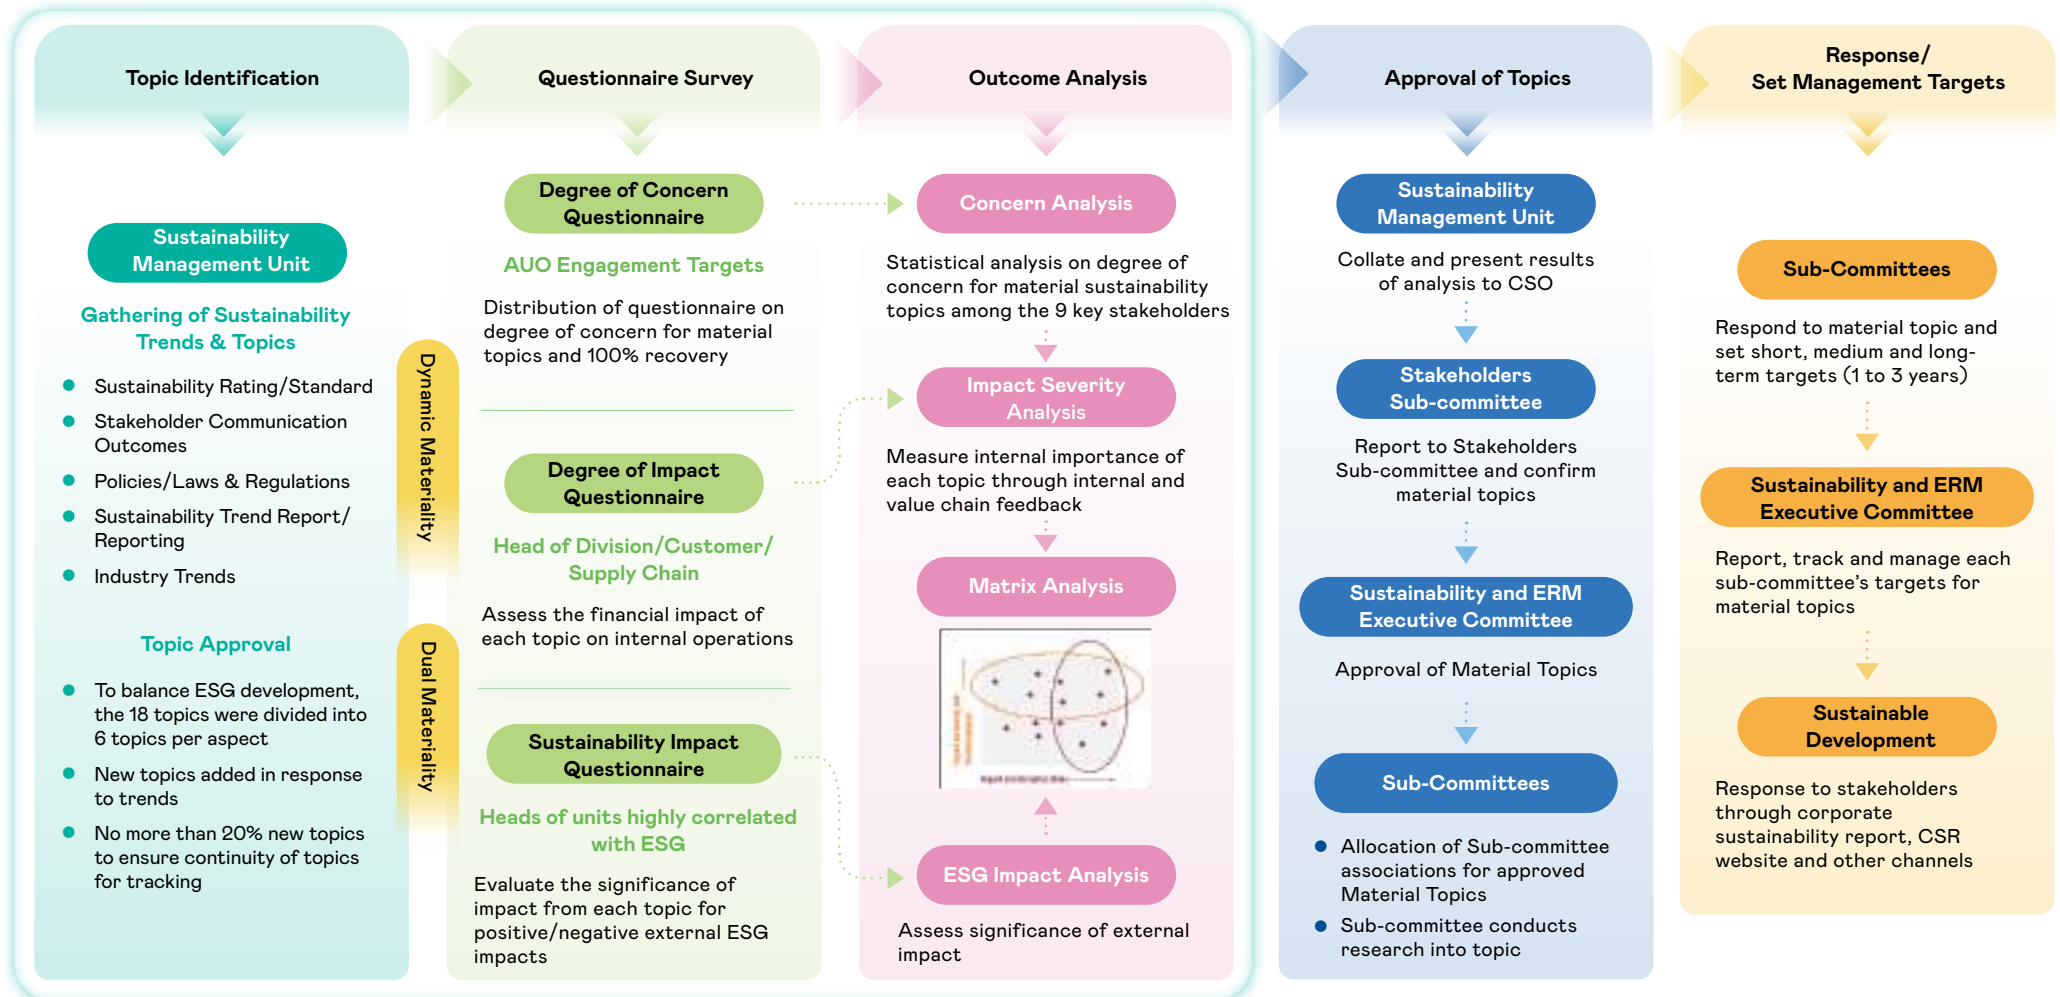 Topic Identification
Sustainability
Management Unit
Gathering of Sustainability
Trends & Topics
Sustainability Rating/Standard
Stakeholder Communication
Outcomes
Policies/Laws & Regulations
Sustainability Trend Report/
Reporting
Industry Trends
Topic Approval
To balance ESG development,
the 18 topics were divided into
6 topics per aspect
New topics added in response
to trends
No more than 20% new topics
to ensure continuity of topics
for tracking
Dynamic Materiality
Dual Materiality
Questionnaire Survey
Degree of Concern
Questionnaire
AUO Engagement Targets
Distribution of questionnaire on
degree of concern for material
topics and 100% recovery
Degree of Impact
Questionnaire
Head of Division/Customer/
Supply Chain
Assess the financial impact of
each topic on internal operations
Sustainability Impact
Questionnaire
Heads of units highly correlated
with ESG
Evaluate the significance of
impact from each topic for
positive/negative external ESG
impacts
Outcome Analysis
Concern Analysis
Statistical analysis on degree of
concern for material sustainability
topics among the 9 key stakeholders
Impact Severity
Analysis
Measure internal importance of
each topic through internal and
value chain feedback
Matrix Analysis
ESG Impact Analysis
Assess significance of external
impact
Approval of Topics
Sustainability
Management Unit
Collate and present results
of analysis to CSO
Stakeholders
Sub-committee
Report to Stakeholders
Sub-committee and confirm
material topics
Sustainability and ERM
Executive Committee
Approval of Material Topics
Sub-Committees
Allocation of Sub-committee
associations for approved
Material Topics
Sub-committee conducts
research into topic
Response/
Set Management Targets
Sub-Committees
Respond to material topic and
set short, medium and long-
term targets (1 to 3 years)
Sustainability and ERM
Executive Committee
Report, track and manage each
sub-committee's targets for
material topics
Sustainable
Development
Response to stakeholders
through corporate
sustainability report, CSR
website and other channels